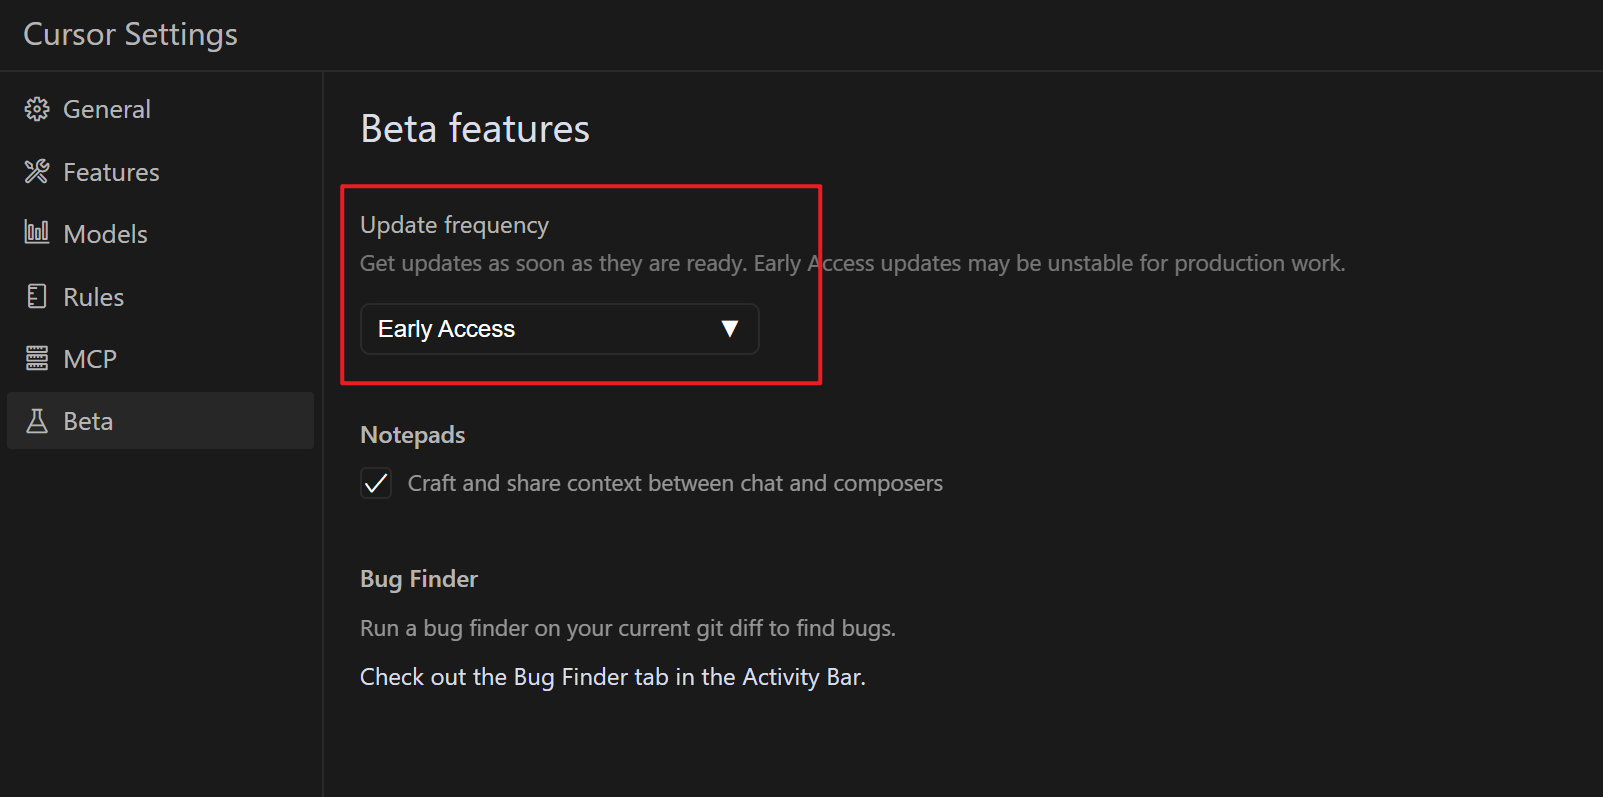 Cursor Settings
General
Features
Models
Rules
MCP
Beta
Beta features
Update frequency
Get updates as soon as they are ready. Early Access updates may be unstable for production work.
Early Access
Notepads
Craft and share context between chat and composers
Bug Finder
Run a bug finder on your current git diff to find bugs.
Check out the Bug Finder tab in the Activity Bar.